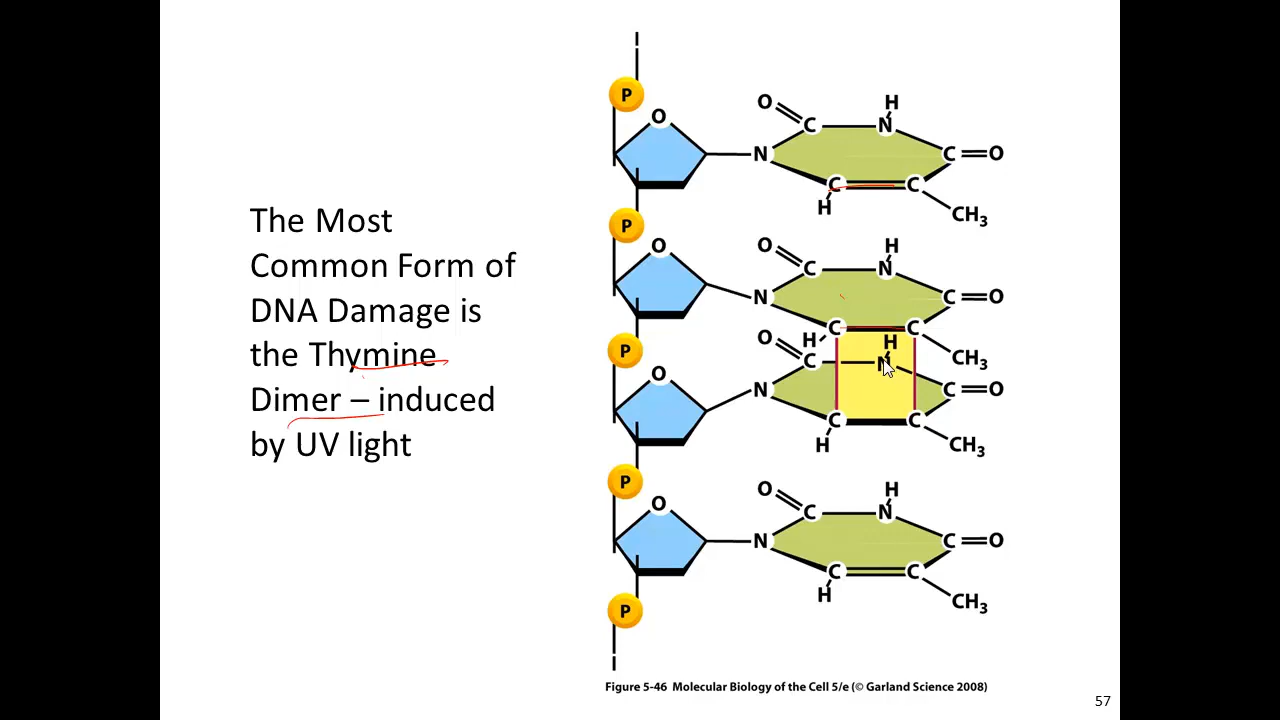 The Most
Common Form of
DNA Damage is
the Thymine
Dimer – induced
by UV light
P
O
O
H
C
N
N
C
O
C
C
H
CH3
P
O
O
H
C
N
N
C
O
C
C
H
CH3
P
O
O
H
C
N
N
C
O
C
C
H
CH3
P
O
O
H
C
N
N
C
O
C
C
H
CH3
P
Figure 5-46 Molecular Biology of the Cell 5/e (© Garland Science 2008)
57